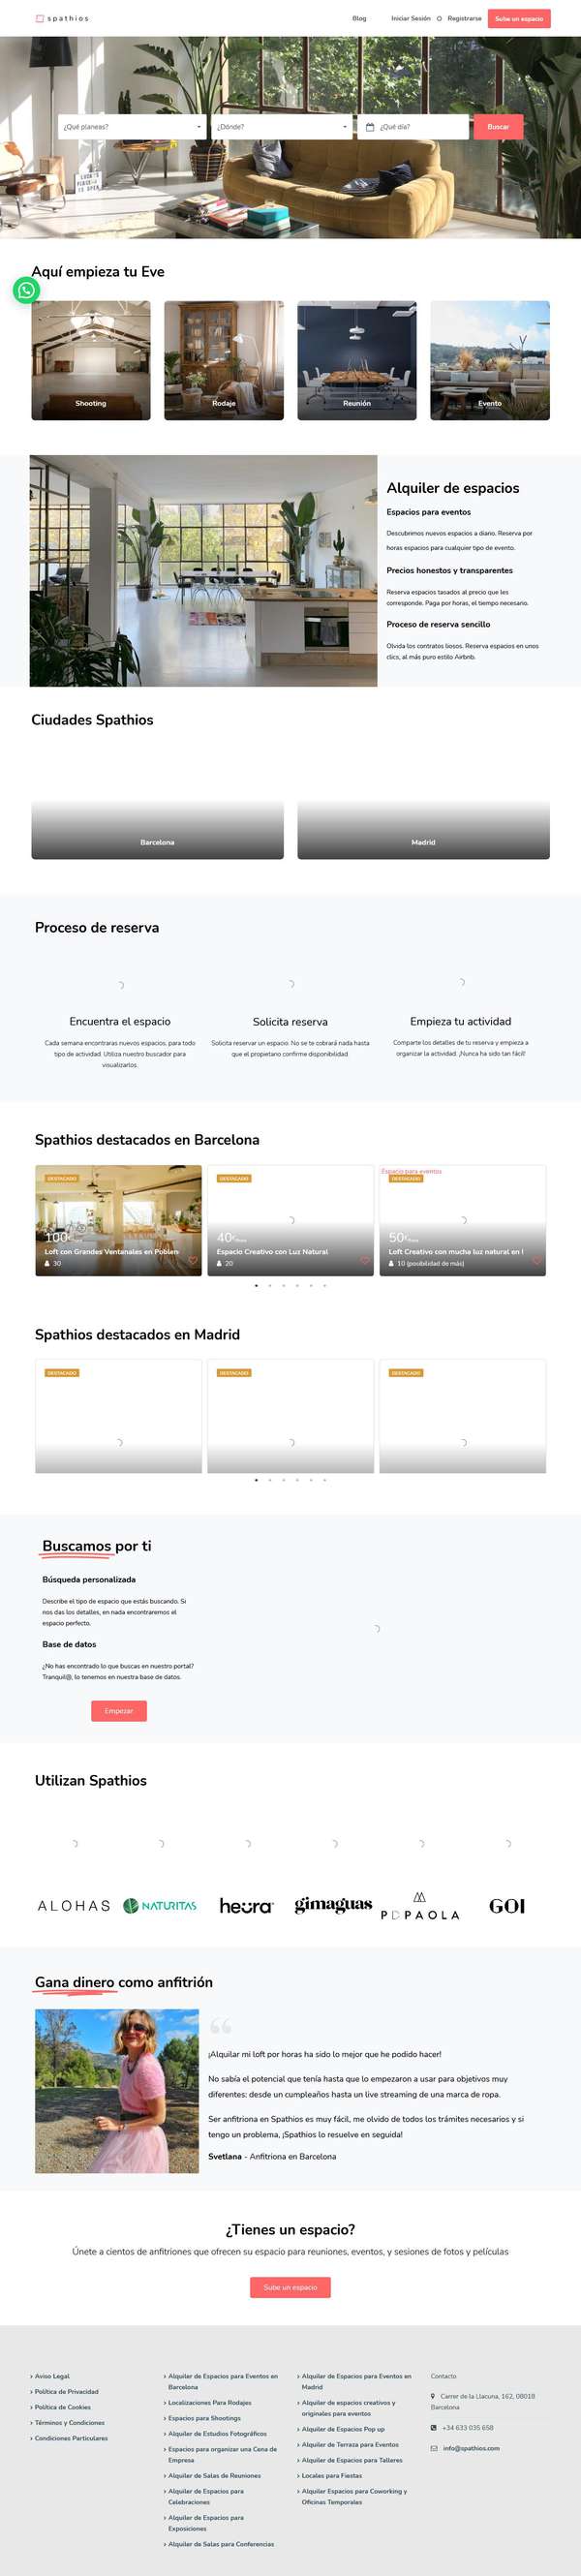 spathios
Blog
Iniciar Sesión O Registrarse
Sube un espacio
¿Qué planeas?
¿Dónde?
¿Qué día?
Buscar
Aquí empieza tu Eve
Shooting
Rodaje
Reunión
Evento
Alquiler de espacios
Espacios para eventos
Descubrimos nuevos espacios a diario. Reserva por
horas espacios para cualquier tipo de evento.
Precios honestos y transparentes
Reserva espacios tasados al precio que les
corresponde. Paga por horas, el tiempo necesario.
Proceso de reserva sencillo
Olvida los contratos liosos. Reserva espacios en unos
clics, al más puro estilo Airbnb.
Ciudades Spathios
Barcelona
Madrid
Proceso de reserva
Encuentra el espacio
Cada semana encontraras nuevos espacios, para todo
tipo de actividad. Utiliza nuestro buscador para
visualizarlos.
Solicita reserva
Solicita reservar un espacio. No se te cobrará nada hasta
que el propietario confirme disponibilidad.
Empieza tu actividad
Comparte los detalles de tu reserva y empieza a
organizar la actividad. ¡Nunca ha sido tan fácil!
Spathios destacados en Barcelona
DESTACADO
100€
Loft con Grandes Ventanales en Poblen
30
DESTACADO
40€
Espacio Creativo con Luz Natural
20
Espacio para eventos
DESTACADO
50€
Loft Creativo con mucha luz natural en l
10 (posibilidad de más)
Spathios destacados en Madrid
DESTACADO
DESTACADO
DESTACADO
Buscamos por ti
Búsqueda personalizada
Describe el tipo de espacio que estás buscando. Si
nos das los detalles, en nada encontraremos el
espacio perfecto.
Base de datos
¿No has encontrado lo que buscas en nuestro portal?
Tranquil@, lo tenemos en nuestra base de datos.
Empezar
Utilizan Spathios
ALOHAS
NATURITAS
heura
gimaguas
PDPAOLA
GOI
Gana dinero como anfitrión
¡Alquilar mi loft por horas ha sido lo mejor que he podido hacer!
No sabía el potencial que tenía hasta que lo empezaron a usar para objetivos muy
diferentes: desde un cumpleaños hasta un live streaming de una marca de ropa.
Ser anfitriona en Spathios es muy fácil, me olvido de todos los trámites necesarios y si
tengo un problema, ¡Spathios lo resuelve en seguida!
Svetlana - Anfitriona en Barcelona
¿Tienes un espacio?
Únete a cientos de anfitriones que ofrecen su espacio para reuniones, eventos, y sesiones de fotos y películas
Sube un espacio
Aviso Legal
Política de Privacidad
Política de Cookies
Términos y Condiciones
Condiciones Particulares
Alquiler de Espacios para Eventos en
Barcelona
Localizaciones Para Rodajes
Espacios para Shootings
Alquiler de Estudios Fotográficos
Espacios para organizar una Cena de
Empresa
Alquiler de Salas de Reuniones
Alquiler de Espacios para
Celebraciones
Alquiler de Espacios para
Exposiciones
Alquiler de Salas para Conferencias
Alquiler de Espacios para Eventos en
Madrid
Alquiler de espacios creativos y
originales para eventos
Alquiler de Espacios Pop up
Alquiler de Terraza para Eventos
Alquiler de Espacios para Talleres
Locales para Fiestas
Alquiler Espacios para Coworking y
Oficinas Temporales
Contacto
Carrer de la Llacuna, 162, 08018
Barcelona
+34 633 035 658
info@spathios.com